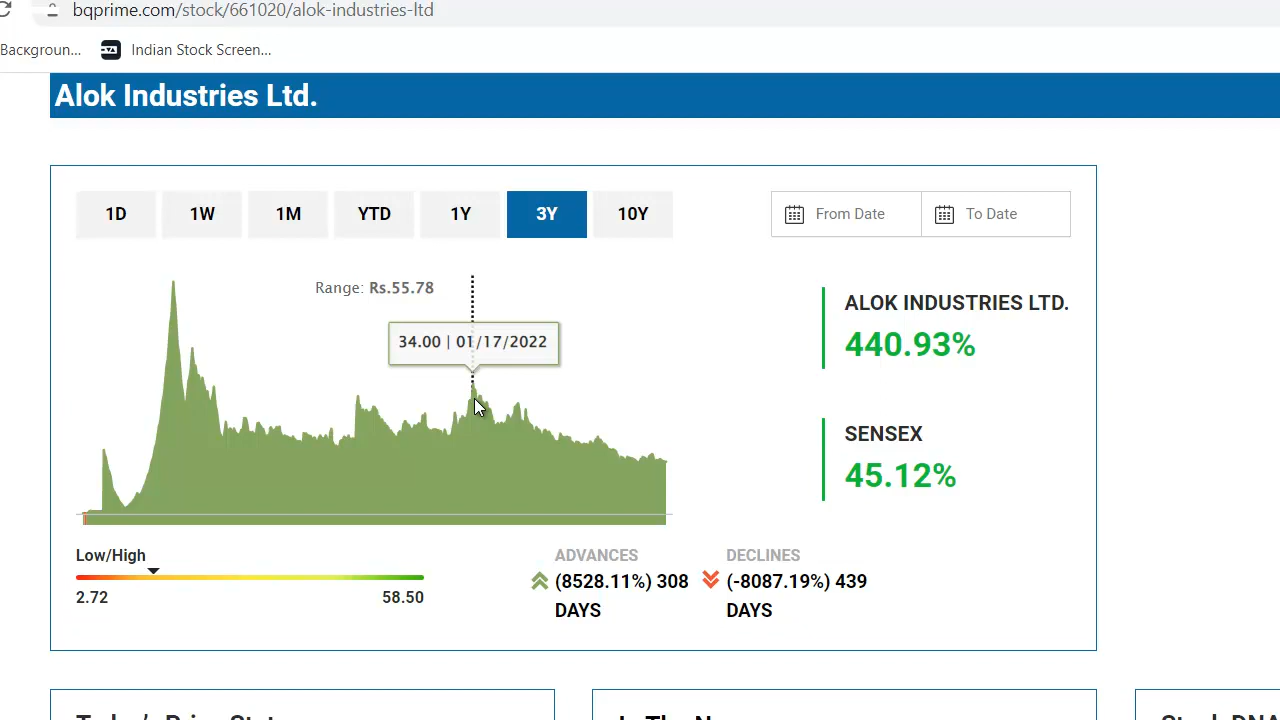 bqprime.com/stock/661020/alok-industries-ltd
Backgroun... Indian Stock Screen...
Alok Industries Ltd.
1D 1W 1M YTD 1Y 3Y 10Y From Date To Date
Range: Rs.55.78
34.00 | 01/17/2022
ALOK INDUSTRIES LTD.
440.93%
SENSEX
45.12%
Low/High
2.72 58.50
ADVANCES
(8528.11%) 308
DAYS
DECLINES
(-8087.19%) 439
DAYS